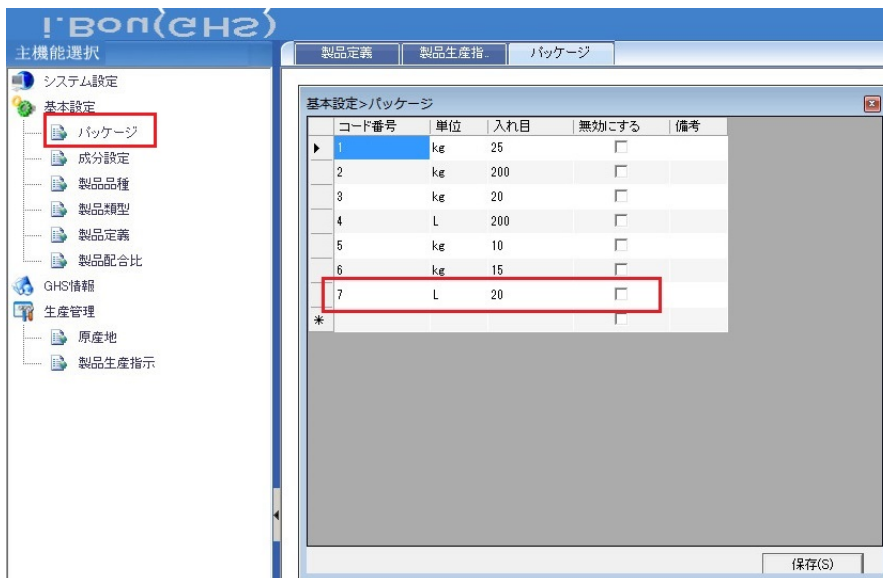 i.Bon(GHS)
主機能選択
製品定義 製品生産指.. パッケージ
システム設定
基本設定
パッケージ
成分設定
製品品種
製品類型
製品定義
製品配合比
GHS情報
生産管理
原産地
製品生産指示
基本設定>パッケージ
コード番号 単位 入れ目 無効にする 備考
1 kg 25
2 kg 200
3 kg 20
4 L 200
5 kg 10
6 kg 15
7 L 20
保存(S)